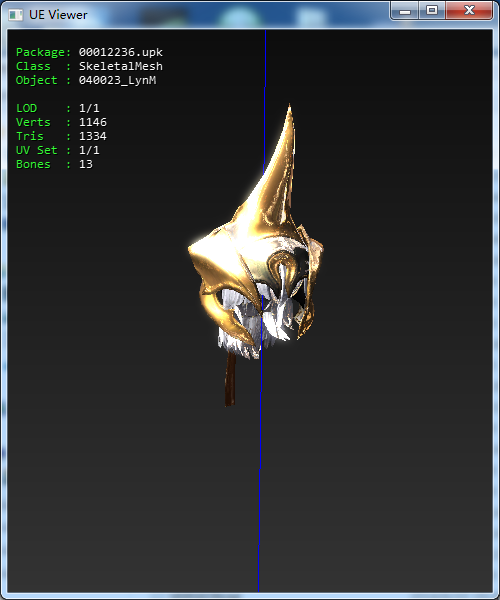 UE Viewer
Package: 00012236.upk
Class : SkeletalMesh
Object : 040023_LynM
LOD : 1/1
Verts : 1146
Tris : 1334
UV Set : 1/1
Bones : 13